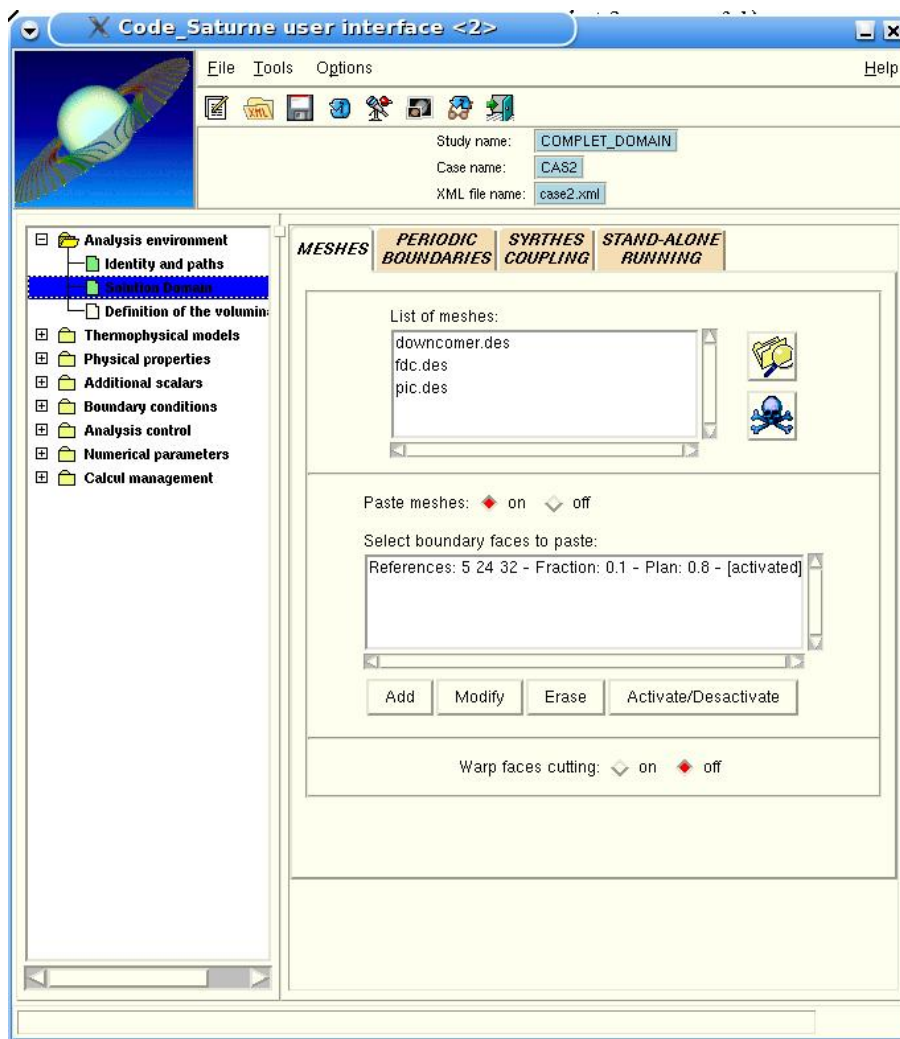 Code_Saturne user interface <2>
File Tools Options Help
XML
Study name: COMPLET_DOMAIN
Case name: CAS2
XML file name: case2.xml
Analysis environment
Identity and paths
Solution Domain
Definition of the volumin
Thermophysical models
Physical properties
Additional scalars
Boundary conditions
Analysis control
Numerical parameters
Calcul management
MESHES
PERIODIC
BOUNDARIES
SYRTHES
COUPLING
STAND-ALONE
RUNNING
List of meshes:
downcomer.des
fdc.des
pic.des
Paste meshes: on off
Select boundary faces to paste:
References: 5 24 32 - Fraction: 0.1 - Plan: 0.8 - [activated]
Add Modify Erase Activate/Desactivate
Warp faces cutting: on off